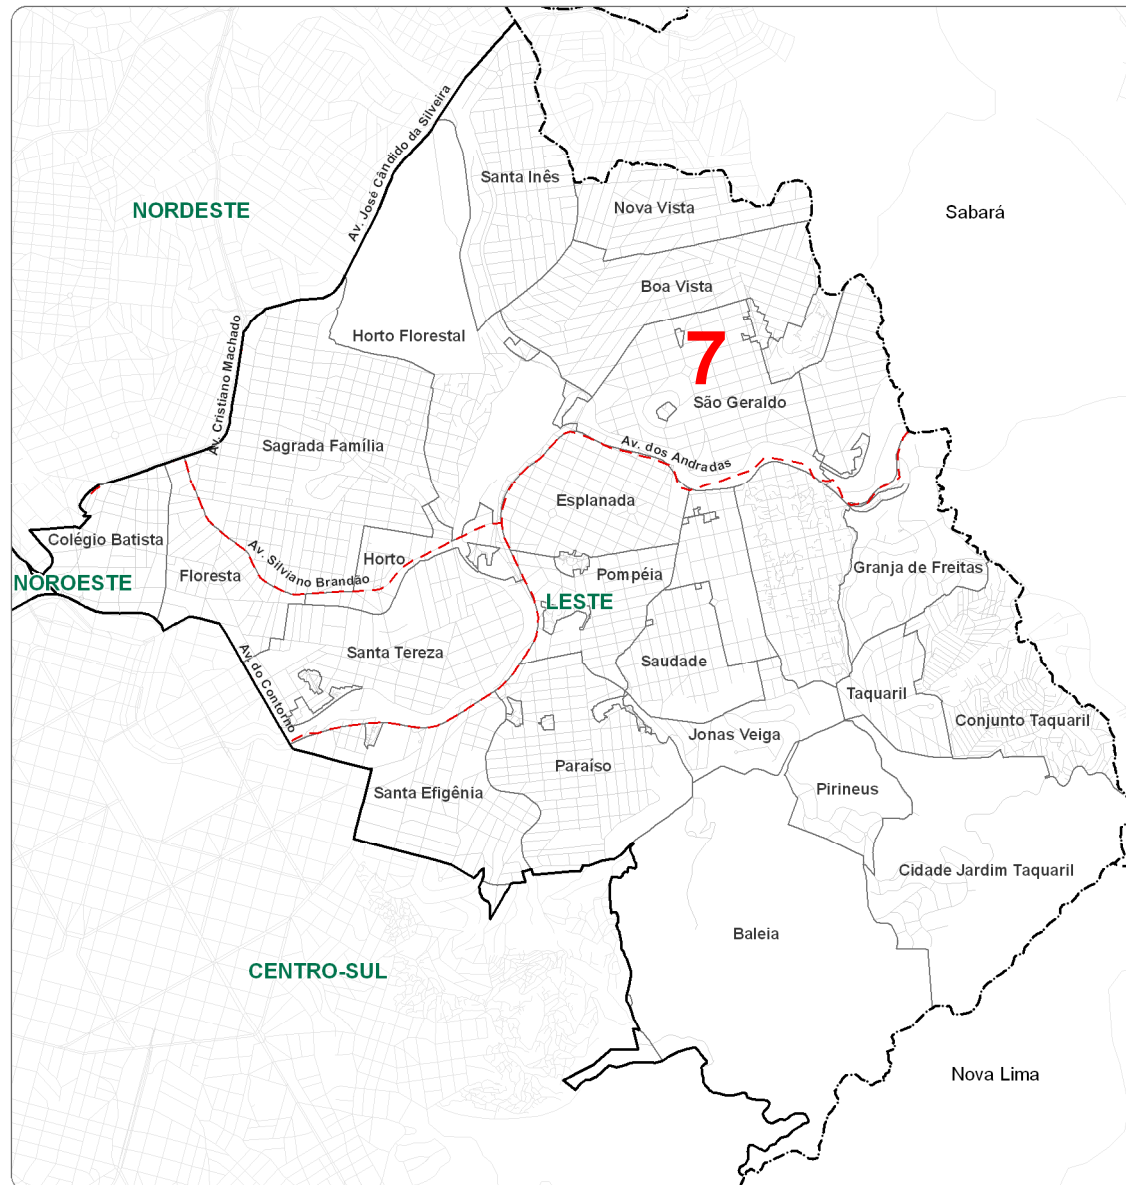 Av. José Cândido da Silveira
Santa Inês
NORDESTE
Nova Vista
Sabará
Boa Vista
Horto Florestal
Av. Cristiano Machado
7
São Geraldo
Sagrada Família
Av. dos Andradas
Esplanada
Colégio Batista
Av. Silviano Brandão
Horto
Floresta
NOROESTE
Pompéia
Granja de Freitas
LESTE
Santa Tereza
Saudade
Av. do Contorno
Taquaril
Conjunto Taquaril
Jonas Veiga
Paraíso
Santa Efigênia
Pirineus
Cidade Jardim Taquaril
Baleia
CENTRO-SUL
Nova Lima